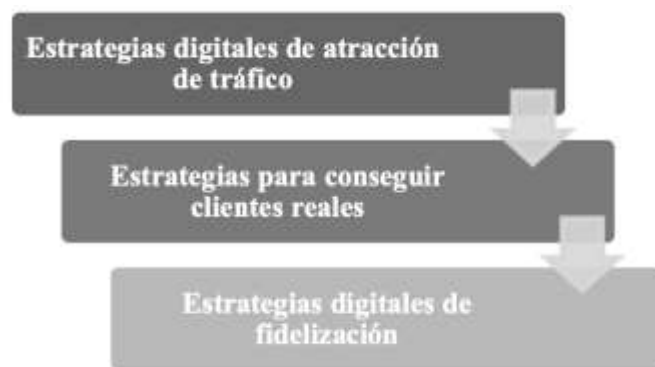 Estrategias digitales de atracción
de tráfico
Estrategias para conseguir
clientes reales
Estrategias digitales de
fidelización